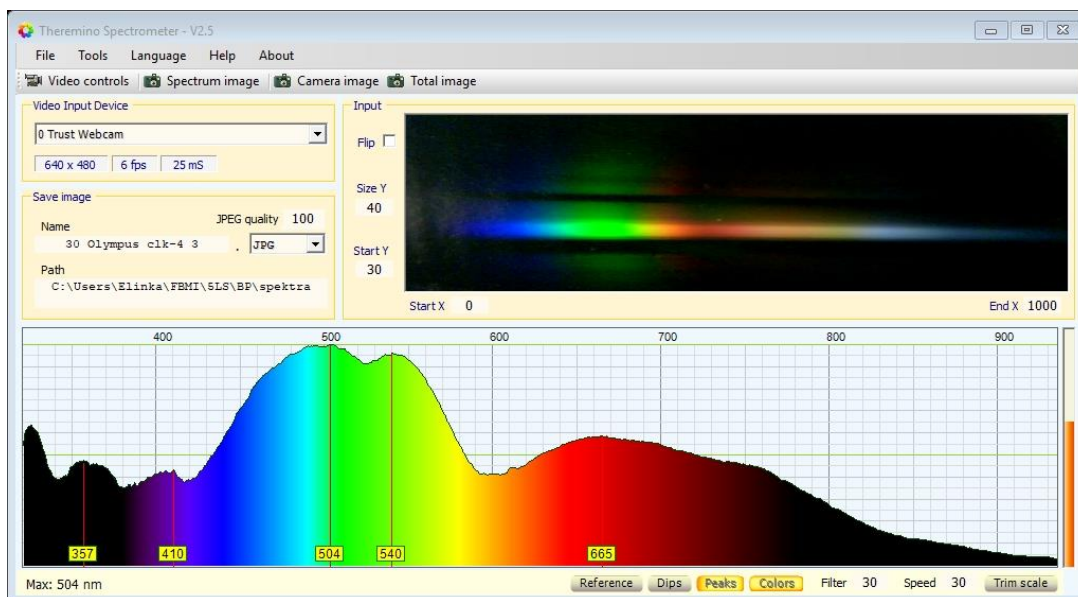 Theremino Spectrometer - V2.5
File Tools Language Help About
Video controls Spectrum image Camera image Total image
Video Input Device
0 Trust Webcam
640 x 480 6 fps 25 mS
Save image
Name JPEG quality 100
30 Olympus clk-4 3 . JPG
Path
C:\Users\Elinka\FBMI\5LS\BP\spektra
Input
Flip
Size Y
40
Start Y
30
Start X 0 End X 1000
400 500 600 700 800 900
357 410 504 540 665
Max: 504 nm Reference Dips Peaks Colors Filter 30 Speed 30 Trim scale